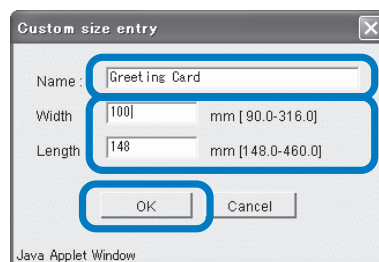 Custom size entry
Name : Greeting Card
Width 100 mm [ 90.0-316.0]
Length 148 mm [148.0-460.0]
OK Cancel
Java Applet Window